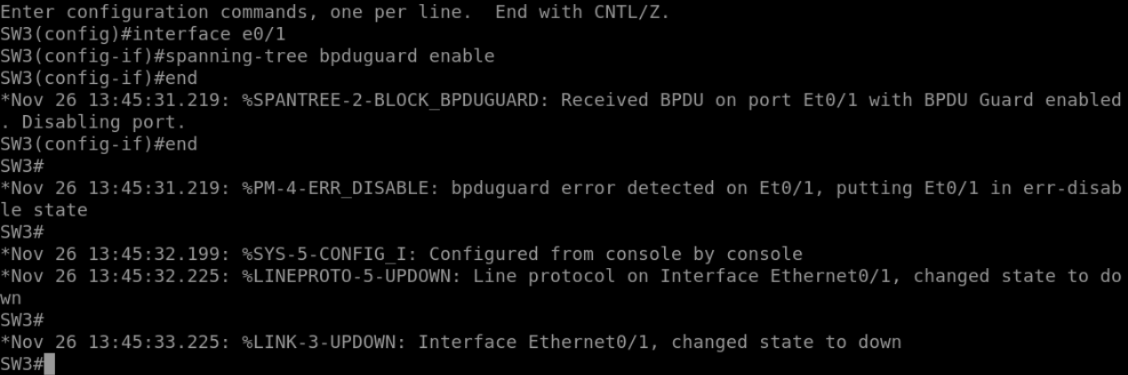 Enter configuration commands, one per line.  End with CNTL/Z.
SW3(config)#interface e0/1
SW3(config-if)#spanning-tree bpduguard enable
SW3(config-if)#end
*Nov 26 13:45:31.219: %SPANTREE-2-BLOCK_BPDUGUARD: Received BPDU on port Et0/1 with BPDU Guard enabled
. Disabling port.
SW3(config-if)#end
SW3#
*Nov 26 13:45:31.219: %PM-4-ERR_DISABLE: bpduguard error detected on Et0/1, putting Et0/1 in err-disab
le state
SW3#
*Nov 26 13:45:32.199: %SYS-5-CONFIG_I: Configured from console by console
*Nov 26 13:45:32.225: %LINEPROTO-5-UPDOWN: Line protocol on Interface Ethernet0/1, changed state to do
wn
SW3#
*Nov 26 13:45:33.225: %LINK-3-UPDOWN: Interface Ethernet0/1, changed state to down
SW3#